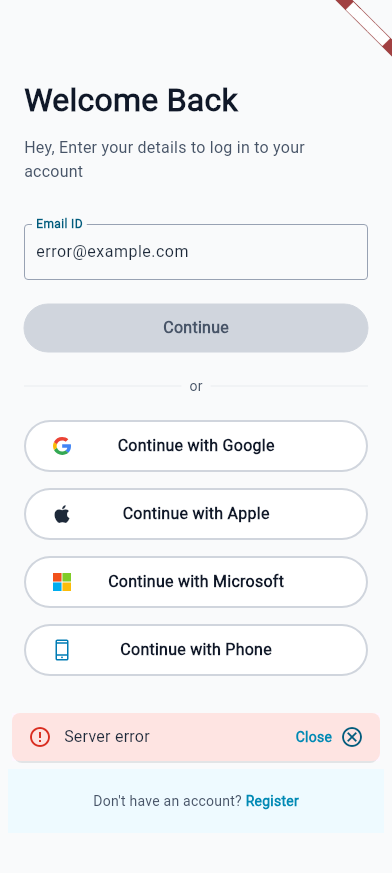 Welcome Back
Hey, Enter your details to log in to your
account
Email ID
error@example.com
Continue
or
Continue with Google
Continue with Apple
Continue with Microsoft
Continue with Phone
Server error Close
Don't have an account? Register